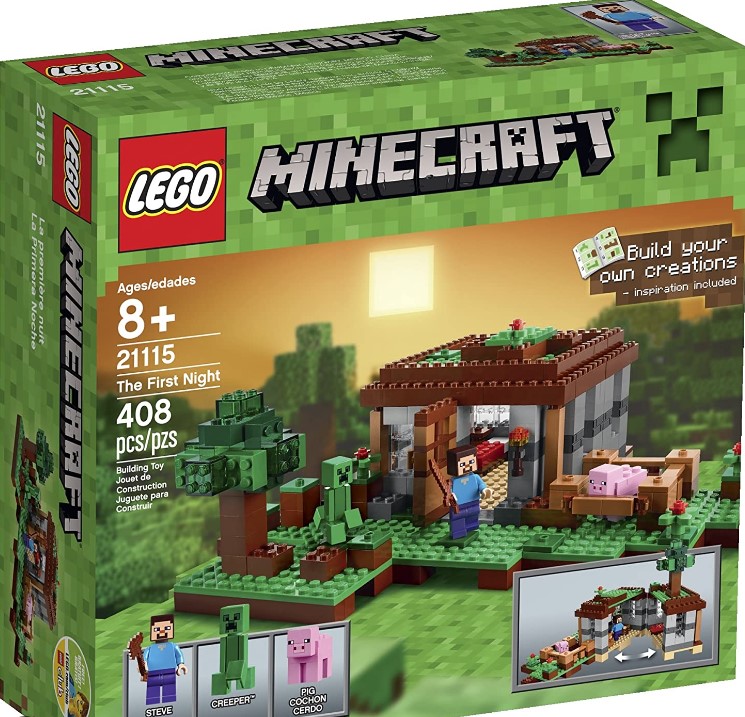 LEGO
MINECRAFT
21115
21115
LEGO
MINECRAFT
La première nuit
La Primera Noche
LEGO
MINECRAFT
Build your
own creations
- inspiration included
Ages/edades
8+
21115
The First Night
408
pcs/pzs
Building Toy
Jouet de
Construction
Juguete para
Construir
STEVE
CREEPER™
PIG
COCHON
CERDO